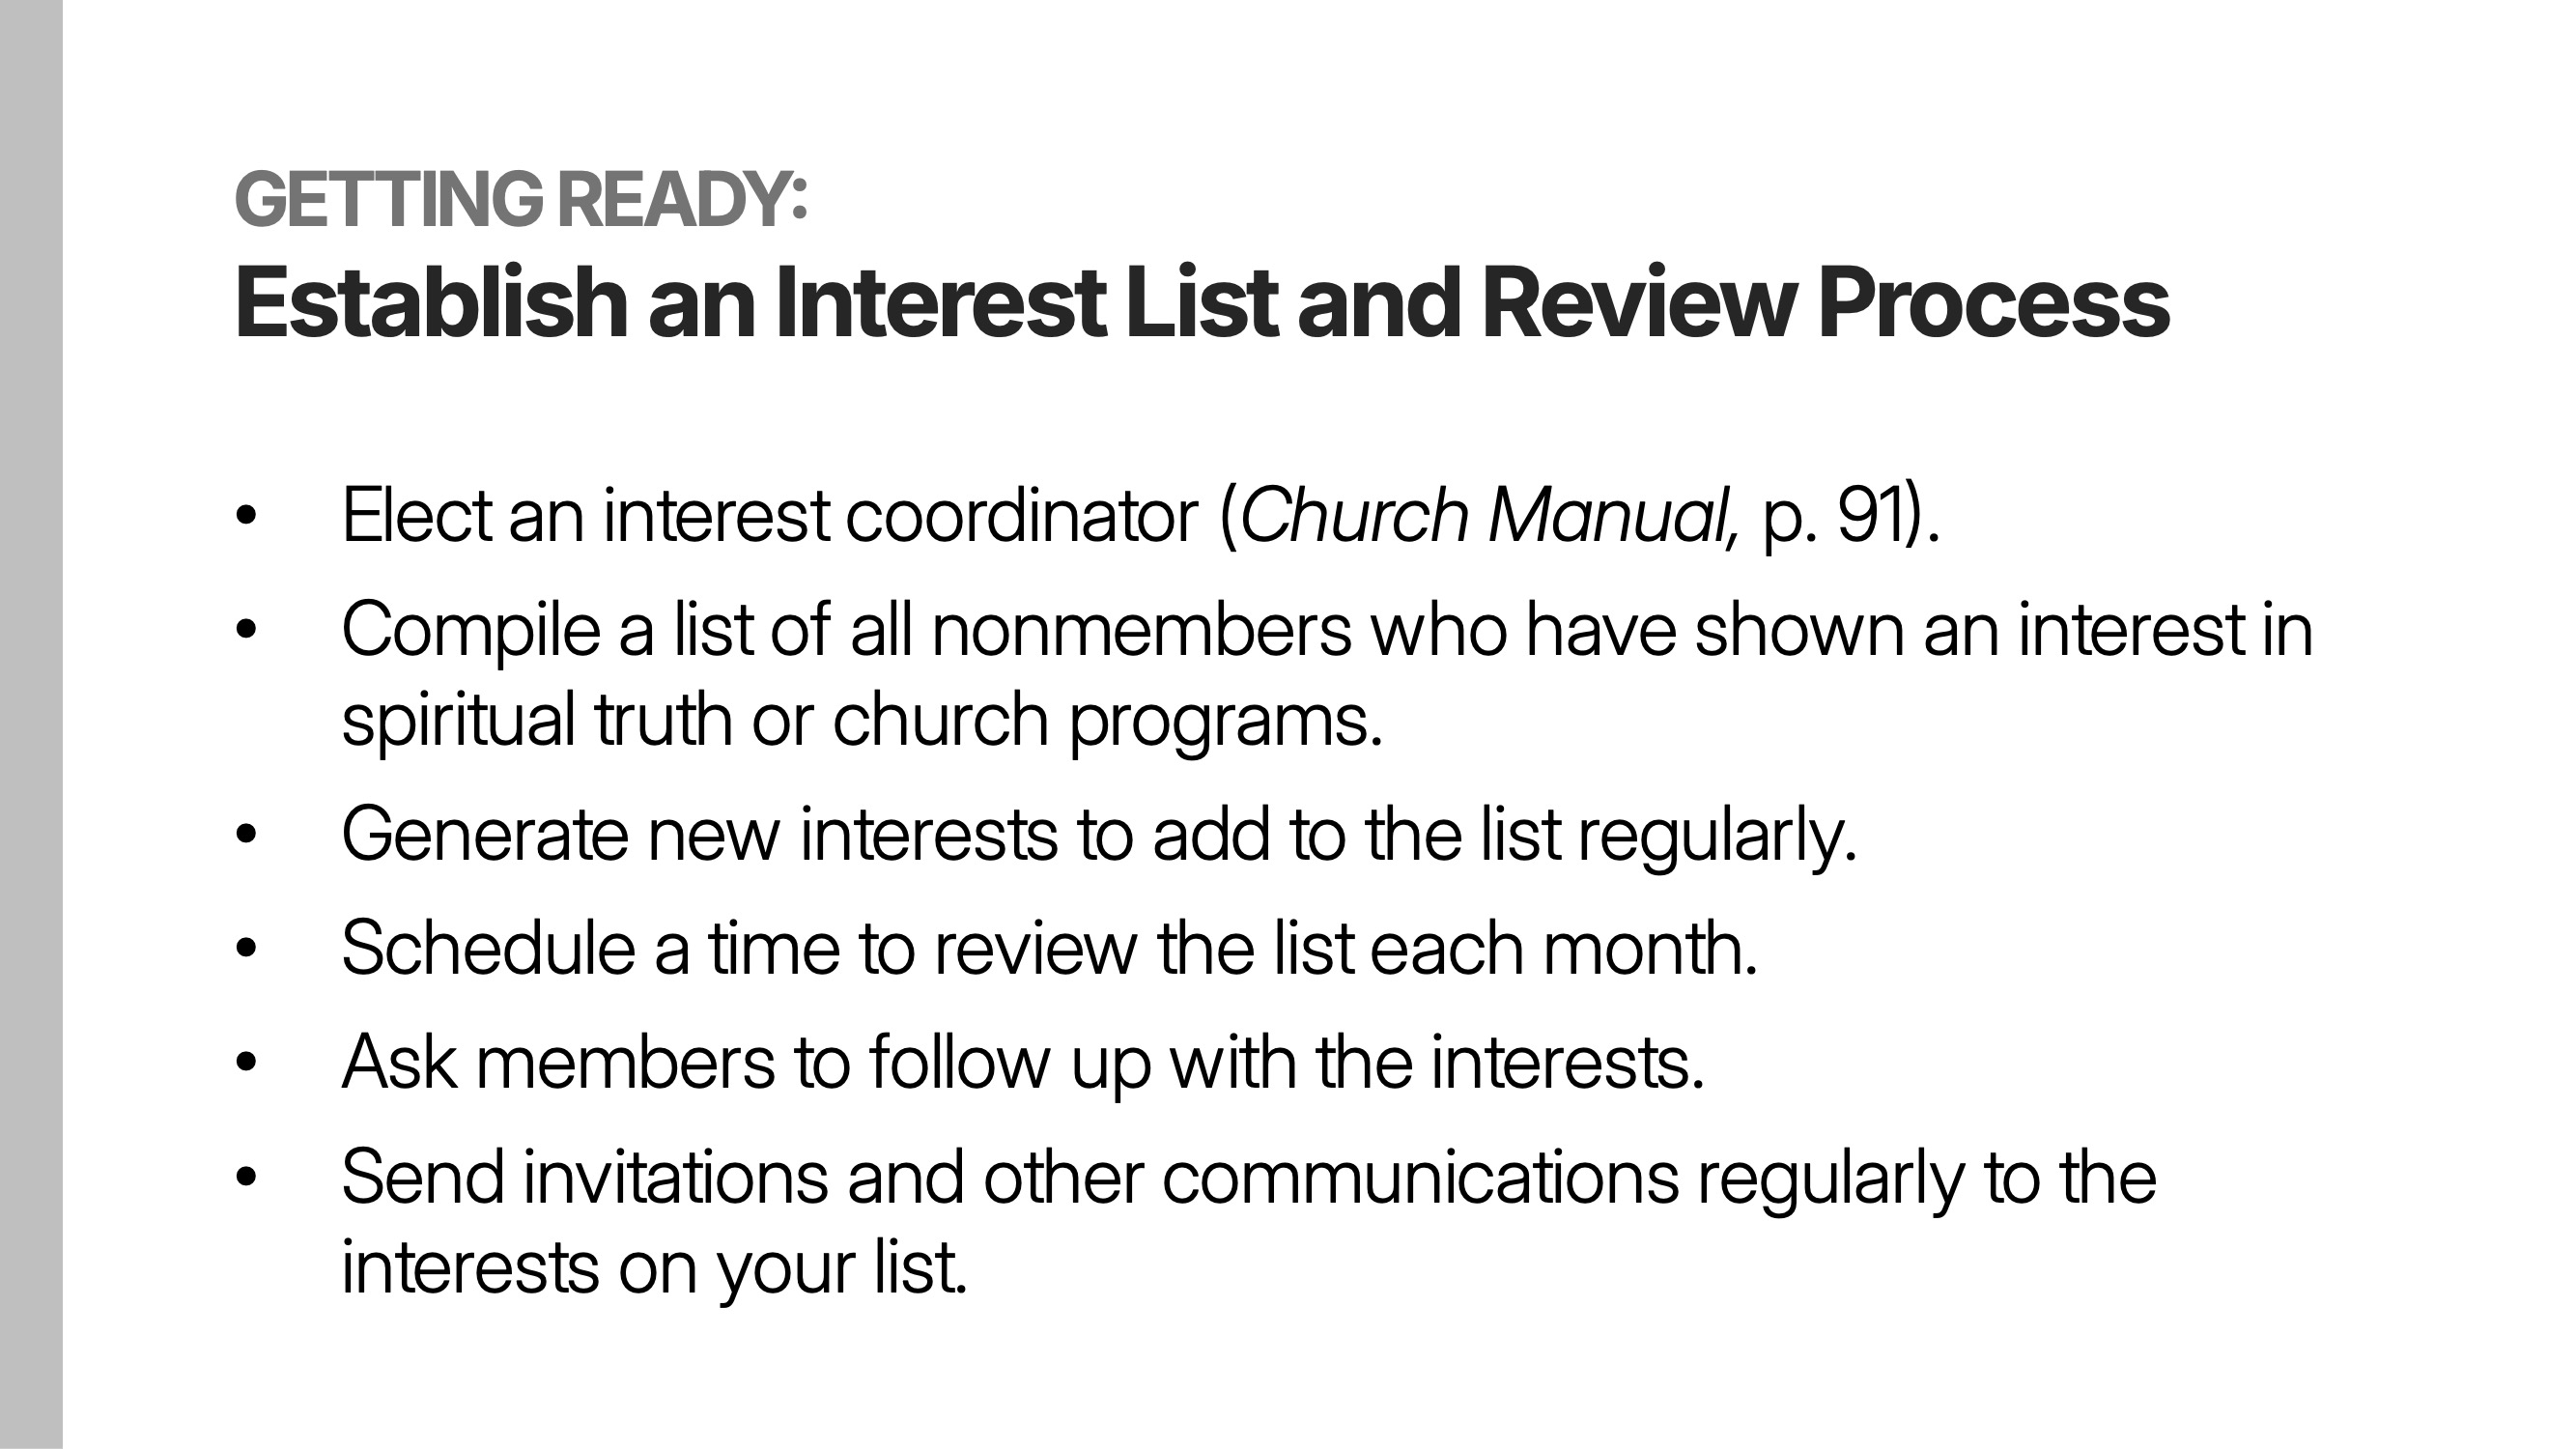 GETTING READY:
Establish an Interest List and Review Process
• Elect an interest coordinator (Church Manual, p. 91).
• Compile a list of all nonmembers who have shown an interest in
spiritual truth or church programs.
• Generate new interests to add to the list regularly.
• Schedule a time to review the list each month.
• Ask members to follow up with the interests.
• Send invitations and other communications regularly to the
interests on your list.